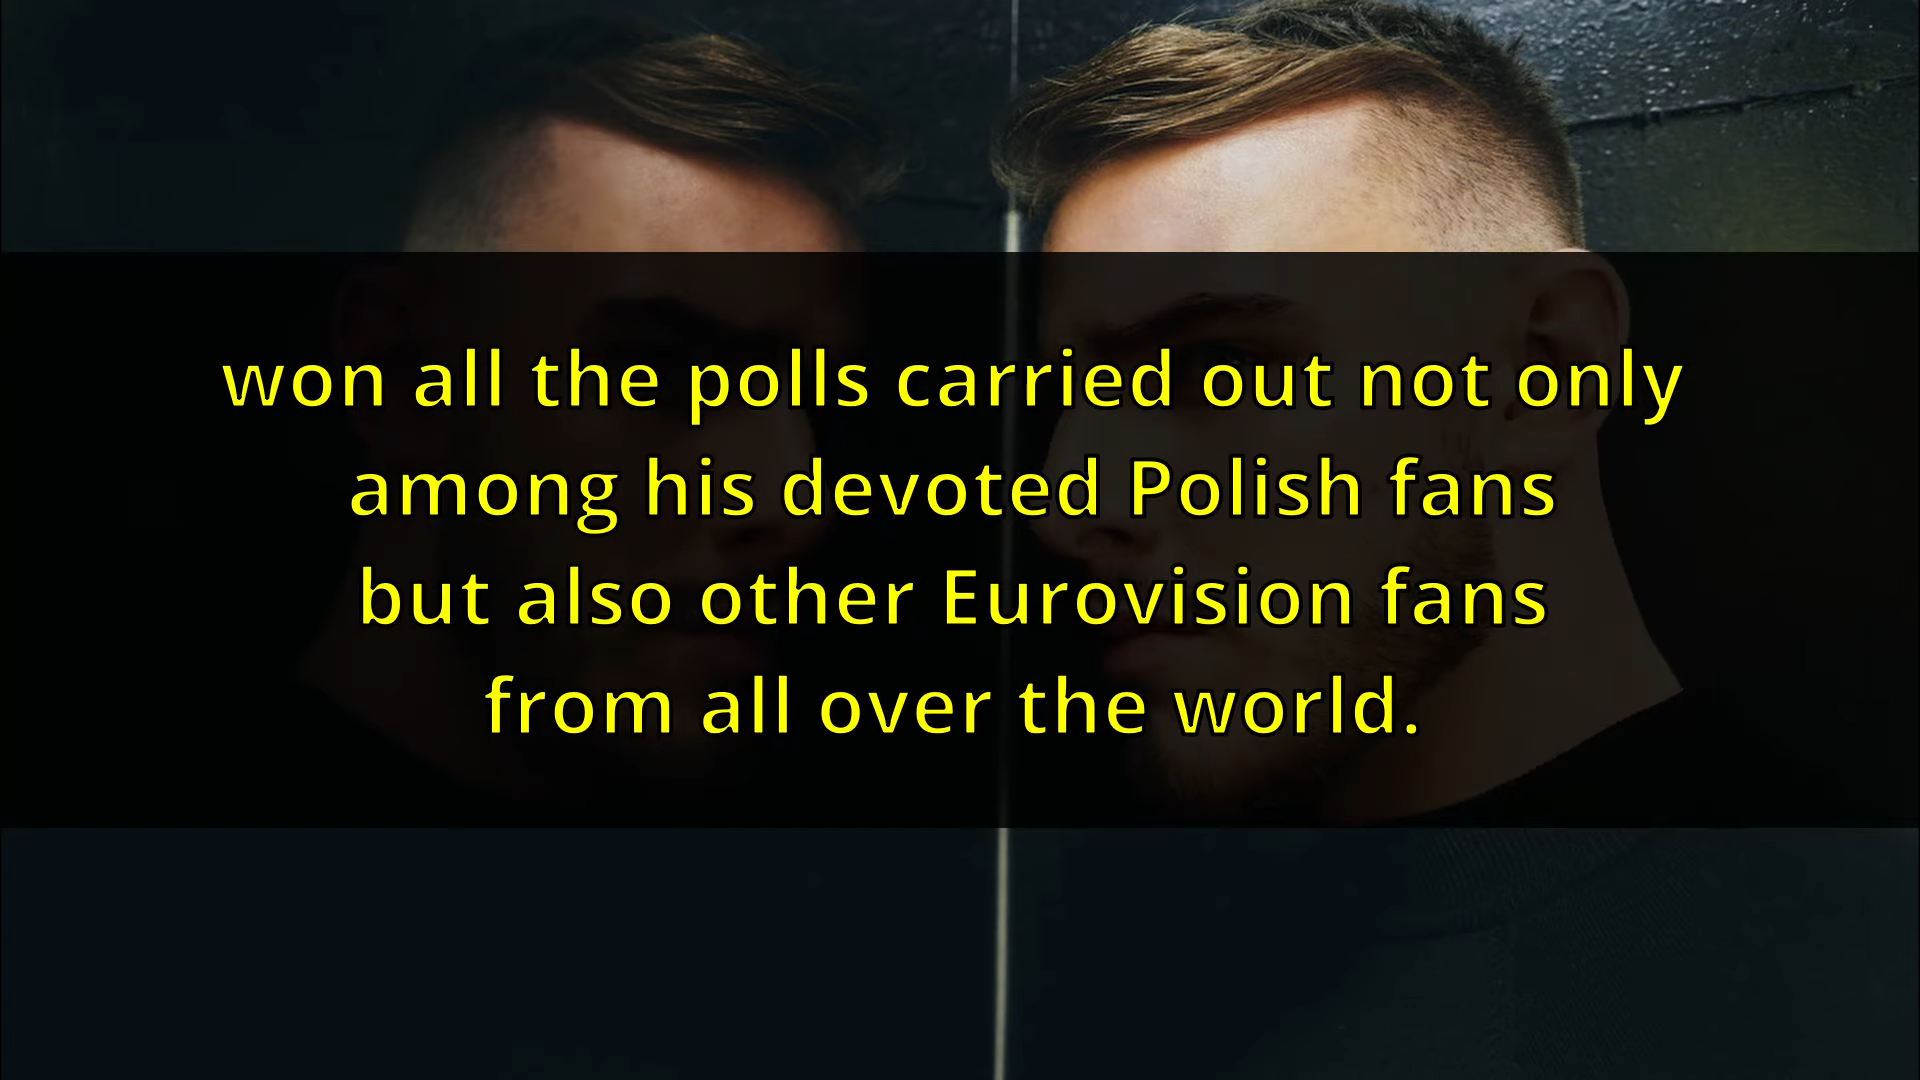 won all the polls carried out not only
among his devoted Polish fans
but also other Eurovision fans
from all over the world.